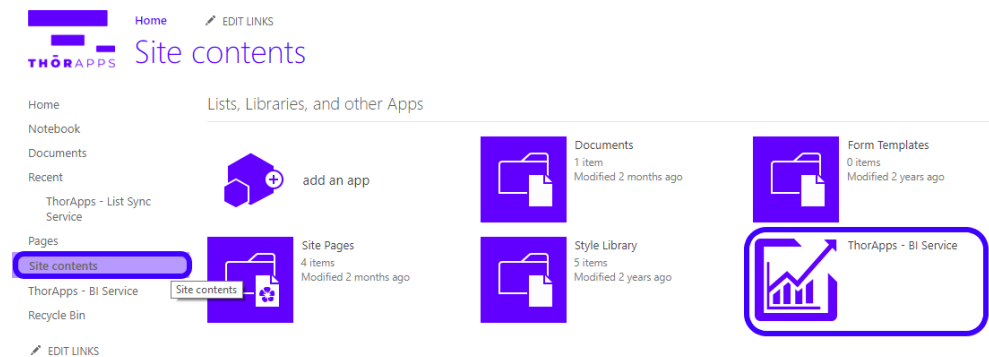 Home
EDIT LINKS
THŌRAPPS
Site contents
Home
Notebook
Documents
Recent
ThorApps - List Sync
Service
Pages
Site contents
ThorApps - BI Service
Recycle Bin
EDIT LINKS
Site contents
Lists, Libraries, and other Apps
add an app
Documents
1 item
Modified 2 months ago
Form Templates
0 items
Modified 2 years ago
Site Pages
4 items
Modified 2 months ago
Style Library
5 items
Modified 2 years ago
ThorApps - BI Service